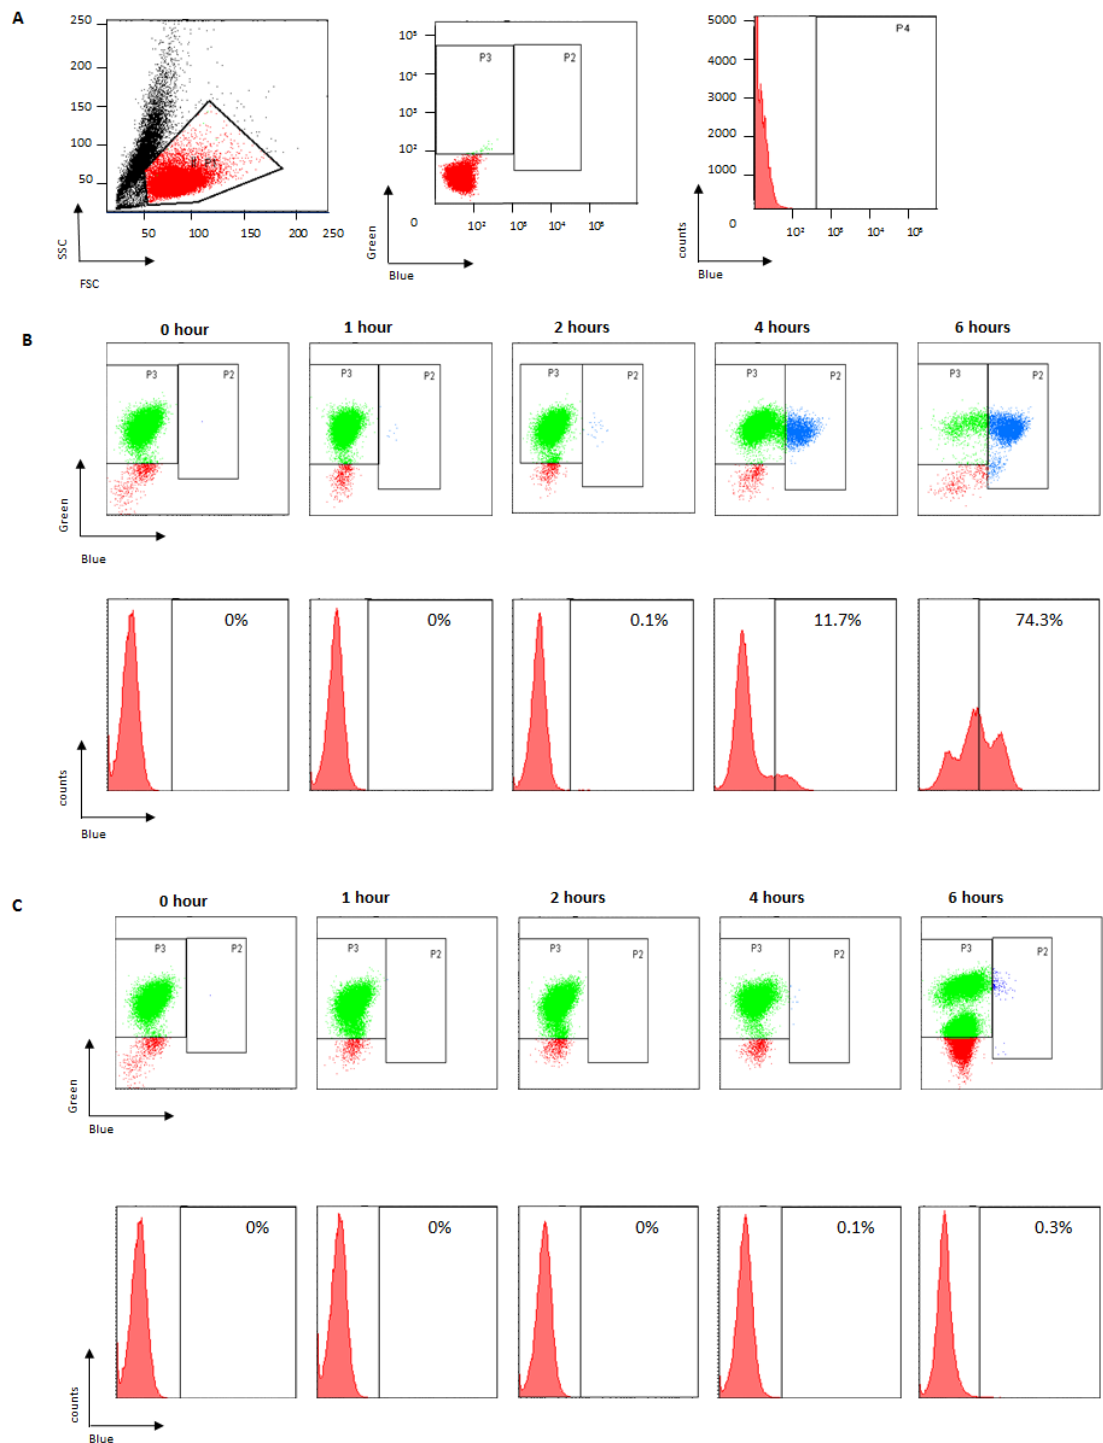 A
250
200
150
100
50
P1
50 100 150 200 250
SSC
FSC
10⁵
10⁴
10³
10²
0
P3 P2
10² 10³ 10⁴ 10⁵
Green
Blue
5000
4000
3000
2000
1000
0
P4
10² 10³ 10⁴ 10⁵
counts
Blue
B
0 hour 1 hour 2 hours 4 hours 6 hours
P3 P2 P3 P2 P3 P2 P3 P2 P3 P2
Green
Blue
0% 0% 0.1% 11.7% 74.3%
counts
Blue
C
0 hour 1 hour 2 hours 4 hours 6 hours
P3 P2 P3 P2 P3 P2 P3 P2 P3 P2
Green
Blue
0% 0% 0% 0.1% 0.3%
counts
Blue